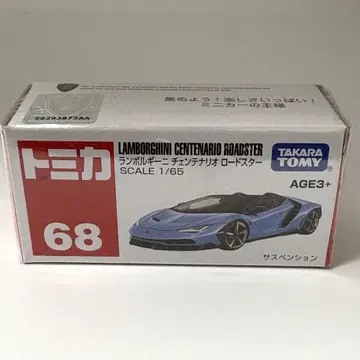 S9293873AA
集めよう！楽しさいっぱい！
ミニカーの王様
トミカ
LAMBORGHINI CENTENARIO ROADSTER
ランボルギーニ チェンテナリオ ロードスター
SCALE 1/65
TAKARA
TOMY
AGE3+
68
サスペンション